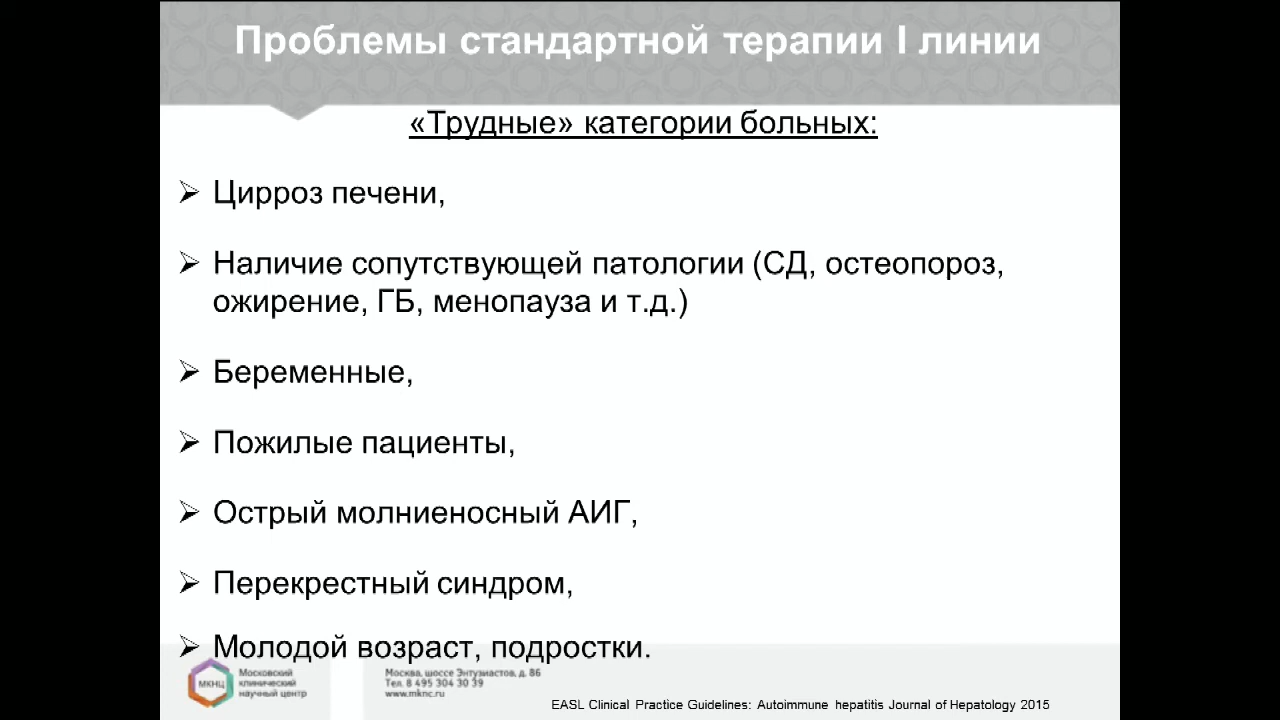 Проблемы стандартной терапии I линии
«Трудные» категории больных:
Цирроз печени,
Наличие сопутствующей патологии (СД, остеопороз,
ожирение, ГБ, менопауза и т.д.)
Беременные,
Пожилые пациенты,
Острый молниеносный АИГ,
Перекрестный синдром,
Молодой возраст, подростки.
МКНЦ
Московский
клинический
научный центр
Москва, шоссе Энтузиастов, д. 86
Тел. 8 495 304 30 39
www.mknc.ru
EASL Clinical Practice Guidelines: Autoimmune hepatitis Journal of Hepatology 2015